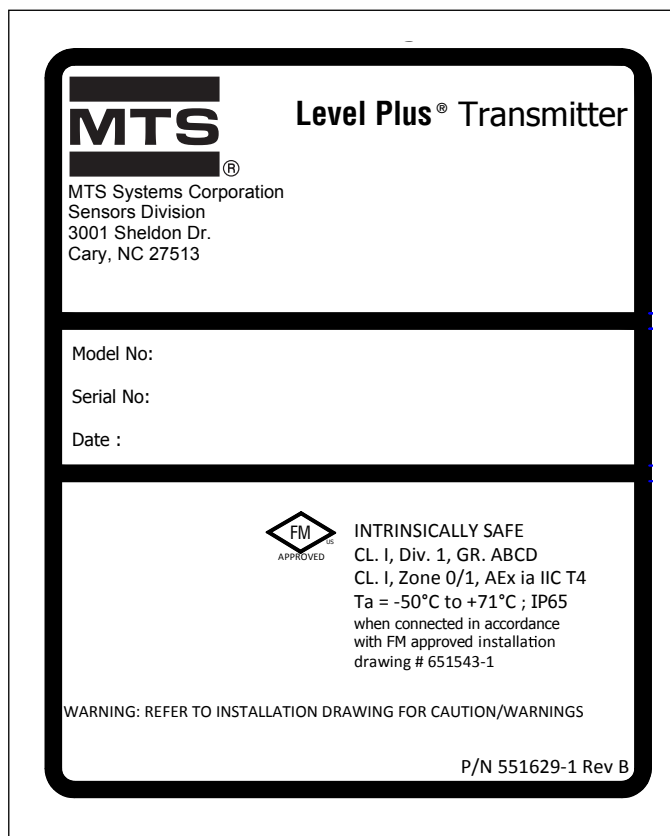 MTS
Level Plus® Transmitter
®
MTS Systems Corporation
Sensors Division
3001 Sheldon Dr.
Cary, NC 27513
Model No:
Serial No:
Date :
FM
us
APPROVED
INTRINSICALLY SAFE
CL. I, Div. 1, GR. ABCD
CL. I, Zone 0/1, AEx ia IIC T4
Ta = -50°C to +71°C ; IP65
when connected in accordance
with FM approved installation
drawing # 651543-1
WARNING: REFER TO INSTALLATION DRAWING FOR CAUTION/WARNINGS
P/N 551629-1 Rev B